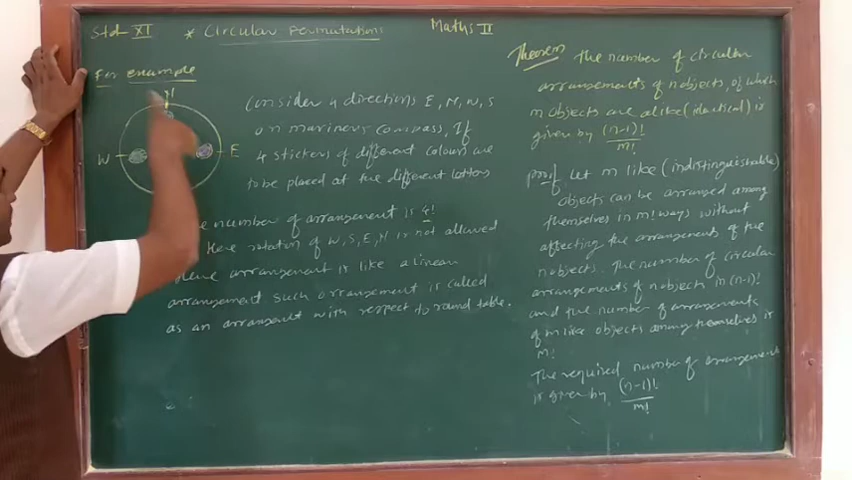 Std XI * Circular Permutations Maths II
For example
N
W E
Consider 4 directions E, N, W, S
on mariner's compass, If
4 stickers of different colours are
to be placed at the different letters
number of arrangement is 4!
Here rotation of W, S, E, N is not allowed
arrangement is like a linear
arrangement such arrangement is called
as an arrangement with respect to round table.
Theorem The number of circular
arrangements of n objects, of which
m objects are alike (identical) is
given by (n-1)!/m!
proof Let m like (indistinguishable)
objects can be arranged among
themselves in m! ways without
affecting the arrangements of the
n objects. The number of circular
arrangements of n objects in (n-1)!
and the number of arrangements
of m like objects among themselves is
m!
The required number of arrangements
is given by (n-1)!/m!